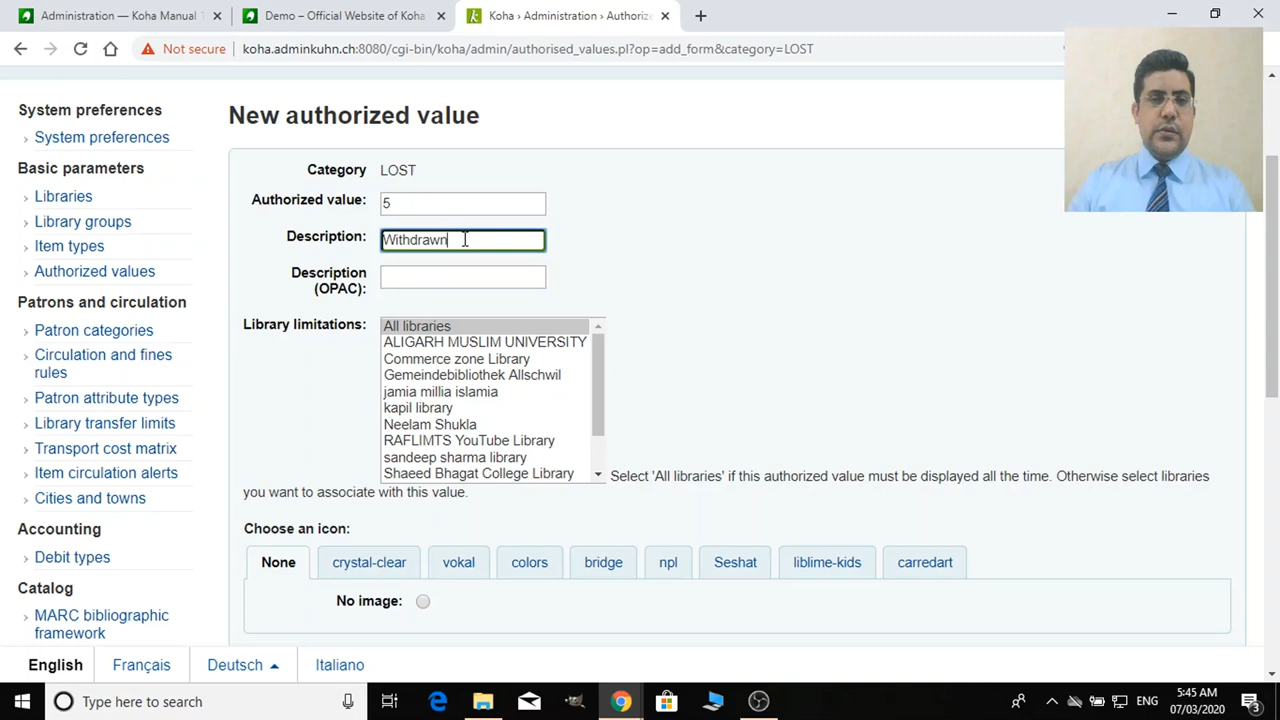 Administration — Koha Manual 1
Demo – Official Website of Koha
Koha › Administration › Authorize
Not secure
koha.adminkuhn.ch:8080/cgi-bin/koha/admin/authorised_values.pl?op=add_form&category=LOST
System preferences
System preferences
Basic parameters
Libraries
Library groups
Item types
Authorized values
Patrons and circulation
Patron categories
Circulation and fines
rules
Patron attribute types
Library transfer limits
Transport cost matrix
Item circulation alerts
Cities and towns
Accounting
Debit types
Catalog
MARC bibliographic
framework
New authorized value
Category LOST
Authorized value: 5
Description: Withdrawn
Description
(OPAC):
Library limitations:
All libraries
ALIGARH MUSLIM UNIVERSITY
Commerce zone Library
Gemeindebibliothek Allschwil
jamia millia islamia
kapil library
Neelam Shukla
RAFLIMTS YouTube Library
sandeep sharma library
Shaeed Bhagat College Library
Select 'All libraries' if this authorized value must be displayed all the time. Otherwise select libraries
you want to associate with this value.
Choose an icon:
None crystal-clear vokal colors bridge npl Seshat liblime-kids carredart
No image:
English Français Deutsch Italiano
Type here to search
ENG
5:45 AM
07/03/2020
3